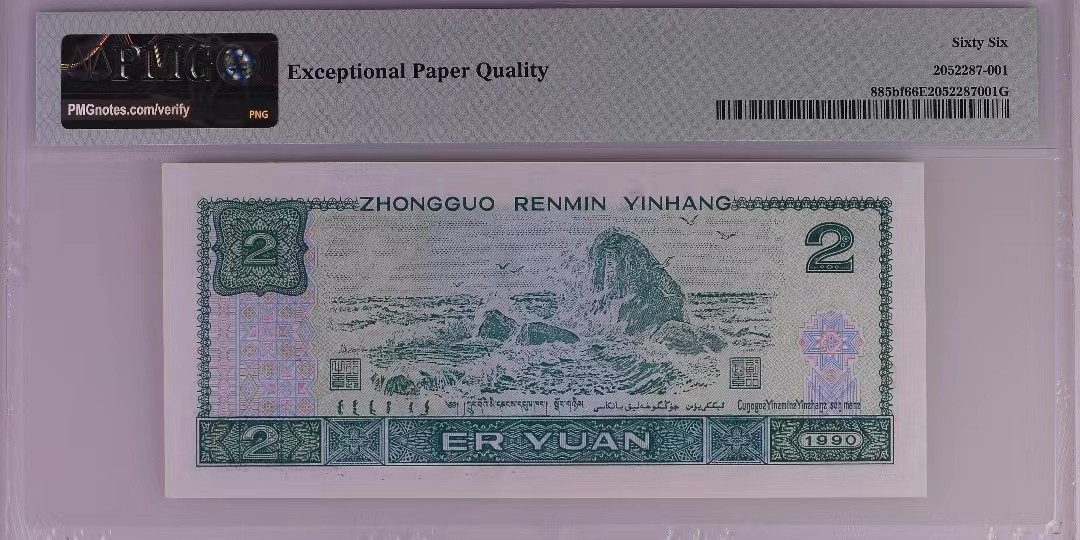 PMG
PMGnotes.com/verify
PNG
Exceptional Paper Quality
Sixty Six
2052287-001
885bf66E2052287001G
ZHONGGUO RENMIN YINHANG
2
2
2
ER YUAN
1990